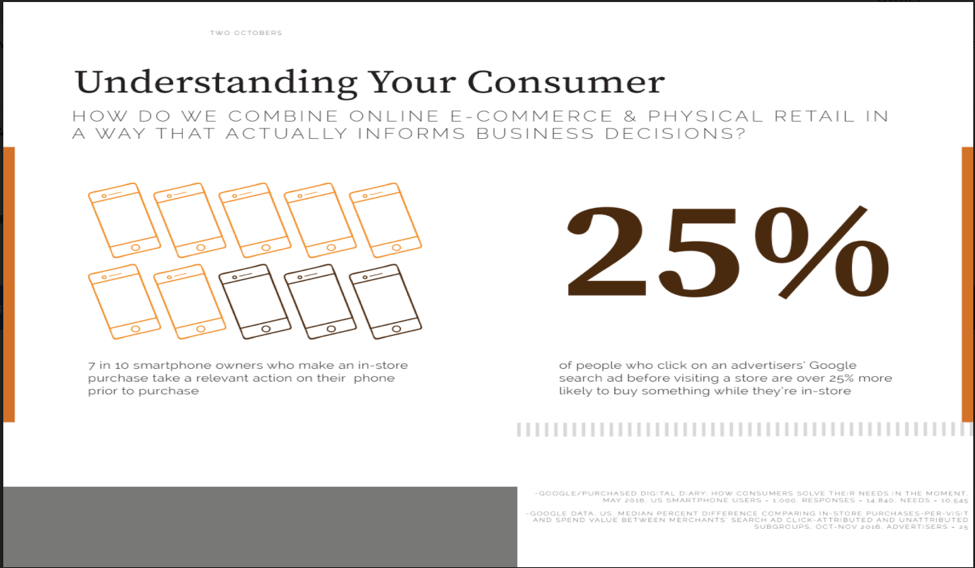 TWO OCTOBERS
Understanding Your Consumer
HOW DO WE COMBINE ONLINE E-COMMERCE & PHYSICAL RETAIL IN
A WAY THAT ACTUALLY INFORMS BUSINESS DECISIONS?
25%
7 in 10 smartphone owners who make an in-store
purchase take a relevant action on their phone
prior to purchase
of people who click on an advertisers' Google
search ad before visiting a store are over 25% more
likely to buy something while they're in-store
-GOOGLE/PURCHASED DIGITAL DIARY: HOW CONSUMERS SOLVE THEIR NEEDS IN THE MOMENT,
MAY 2016, US SMARTPHONE USERS = 1,000, RESPONSES = 14,840, NEEDS = 10,545
-GOOGLE DATA, US, MEDIAN PERCENT DIFFERENCE COMPARING IN-STORE PURCHASES-PER-VISIT
AND SPEND VALUE BETWEEN MERCHANTS' SEARCH AD CLICK-ATTRIBUTED AND UNATTRIBUTED
SUBGROUPS, OCT-NOV 2016, ADVERTISERS = 25